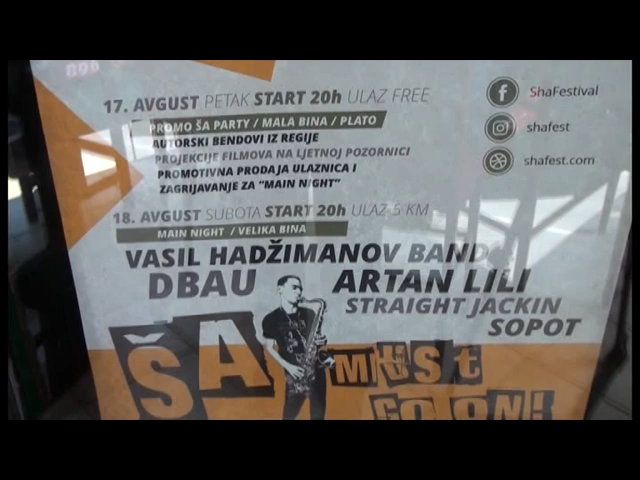 17. AVGUST PETAK START 20h ULAZ FREE
PROMO ŠA PARTY / MALA BINA / PLATO
AUTORSKI BENDOVI IZ REGIJE
PROJEKCIJE FILMOVA NA LJETNOJ POZORNICI
PROMOTIVNA PRODAJA ULAZNICA I
ZAGRIJAVANJE ZA “MAIN NIGHT”
18. AVGUST SUBOTA START 20h ULAZ 5 KM
MAIN NIGHT / VELIKA BINA
VASIL HADŽIMANOV BAND
DBAU ARTAN LILI
STRAIGHT JACKIN
SOPOT
ŠA MUSt
GO ON!
ShaFestival
shafest
shafest.com